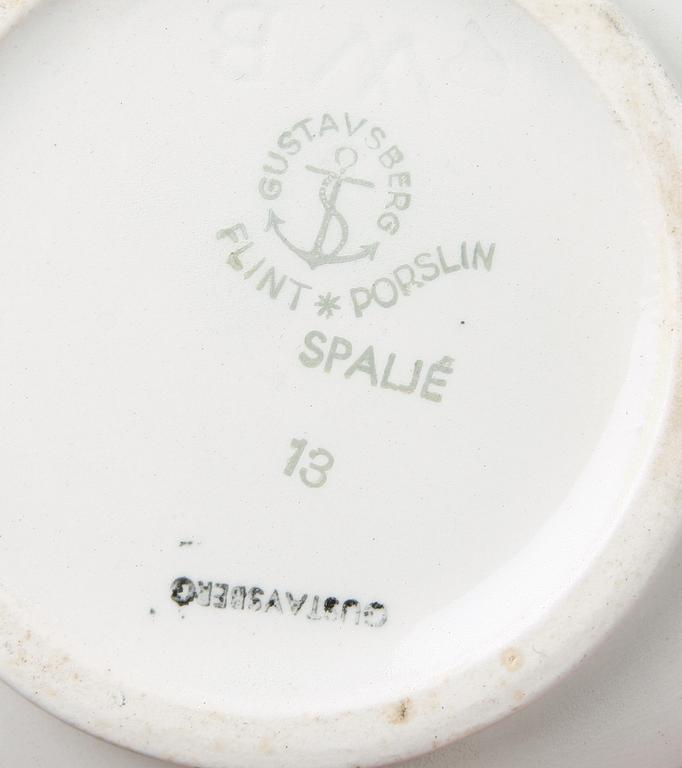 GUSTAVSBERG
FLINT * PORSLIN
SPALJÉ
13
GUSTAVSBERG